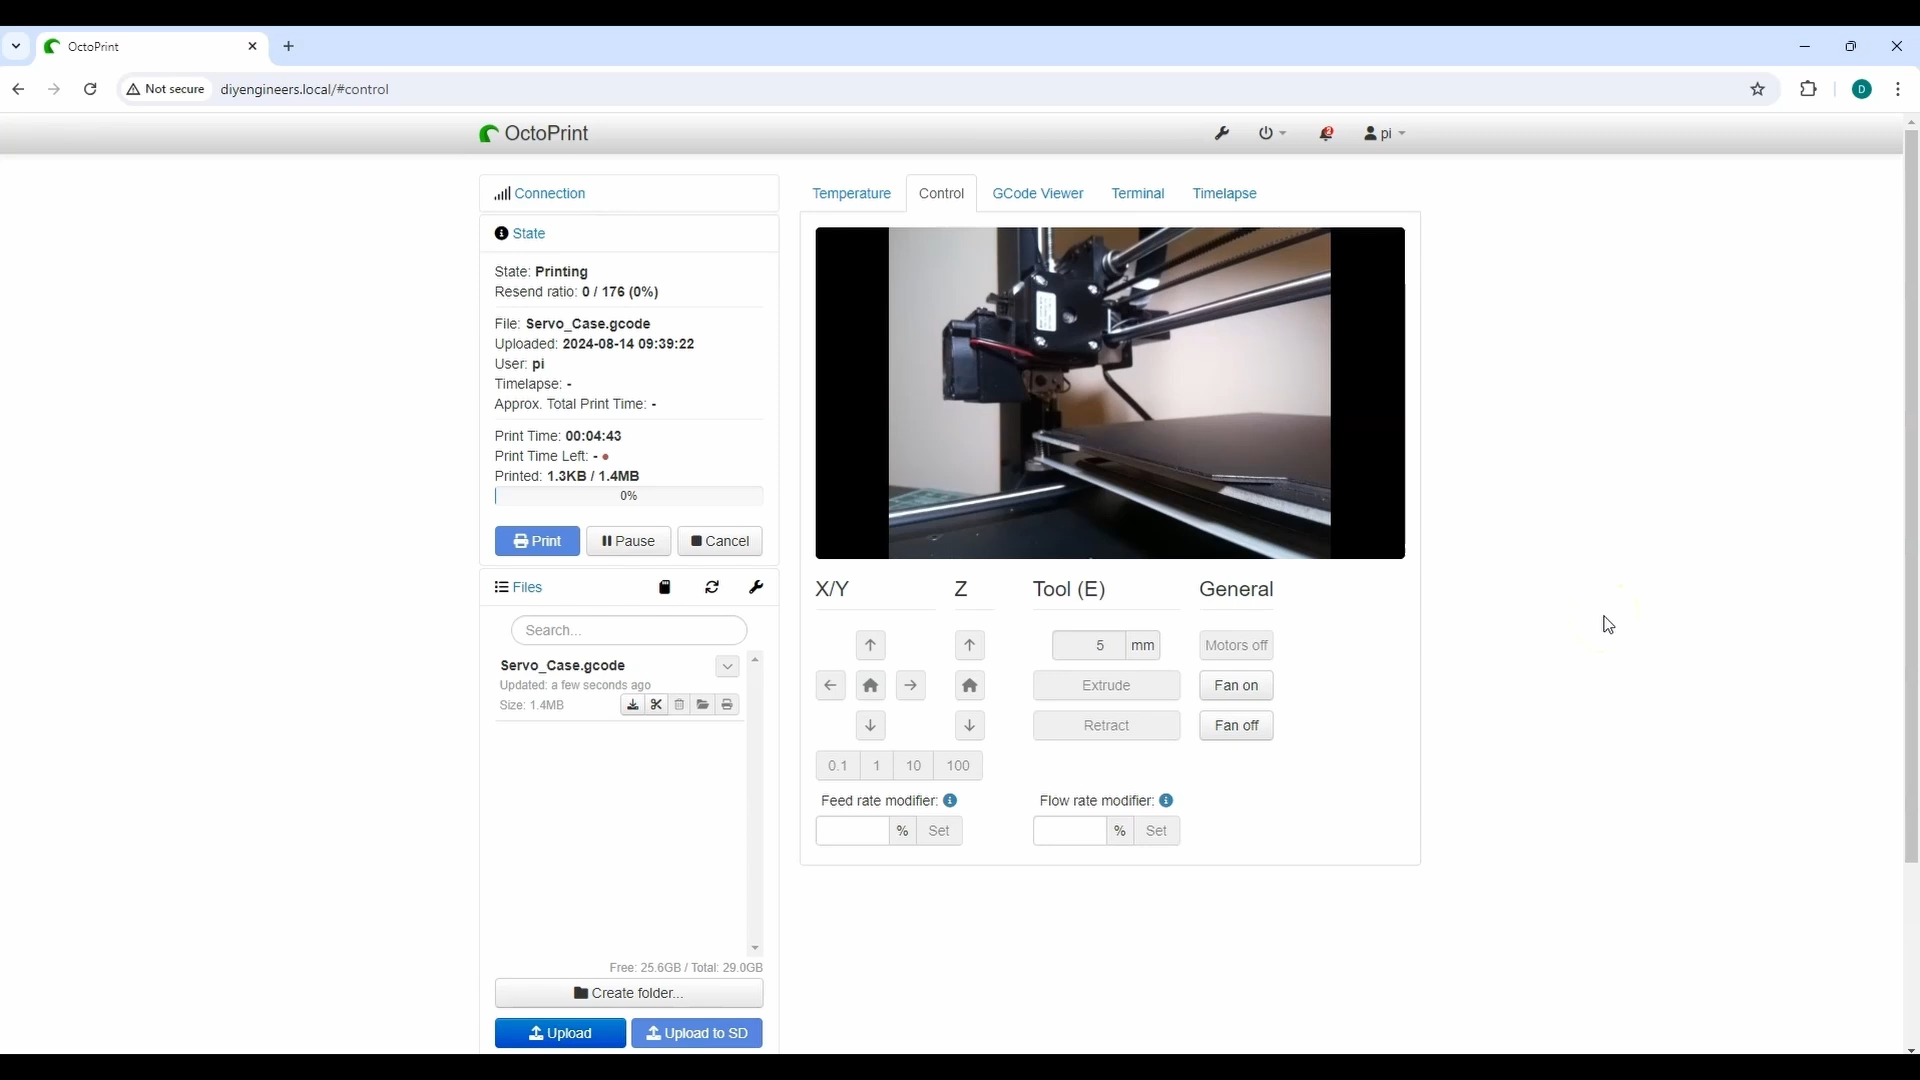 OctoPrint
Not secure diyengineers.local/#control
D
OctoPrint
2
pi
Connection
State
State: Printing
Resend ratio: 0 / 176 (0%)
File: Servo_Case.gcode
Uploaded: 2024-08-14 09:39:22
User: pi
Timelapse: -
Approx. Total Print Time: -
Print Time: 00:04:43
Print Time Left: -
Printed: 1.3KB / 1.4MB
0%
Print Pause Cancel
Files
Search...
Servo_Case.gcode
Updated: a few seconds ago
Size: 1.4MB
Free: 25.6GB / Total: 29.0GB
Create folder...
Upload Upload to SD
Temperature Control GCode Viewer Terminal Timelapse
X/Y Z Tool (E) General
5 mm Motors off
Extrude Fan on
Retract Fan off
0.1 1 10 100
Feed rate modifier: Flow rate modifier:
% Set % Set